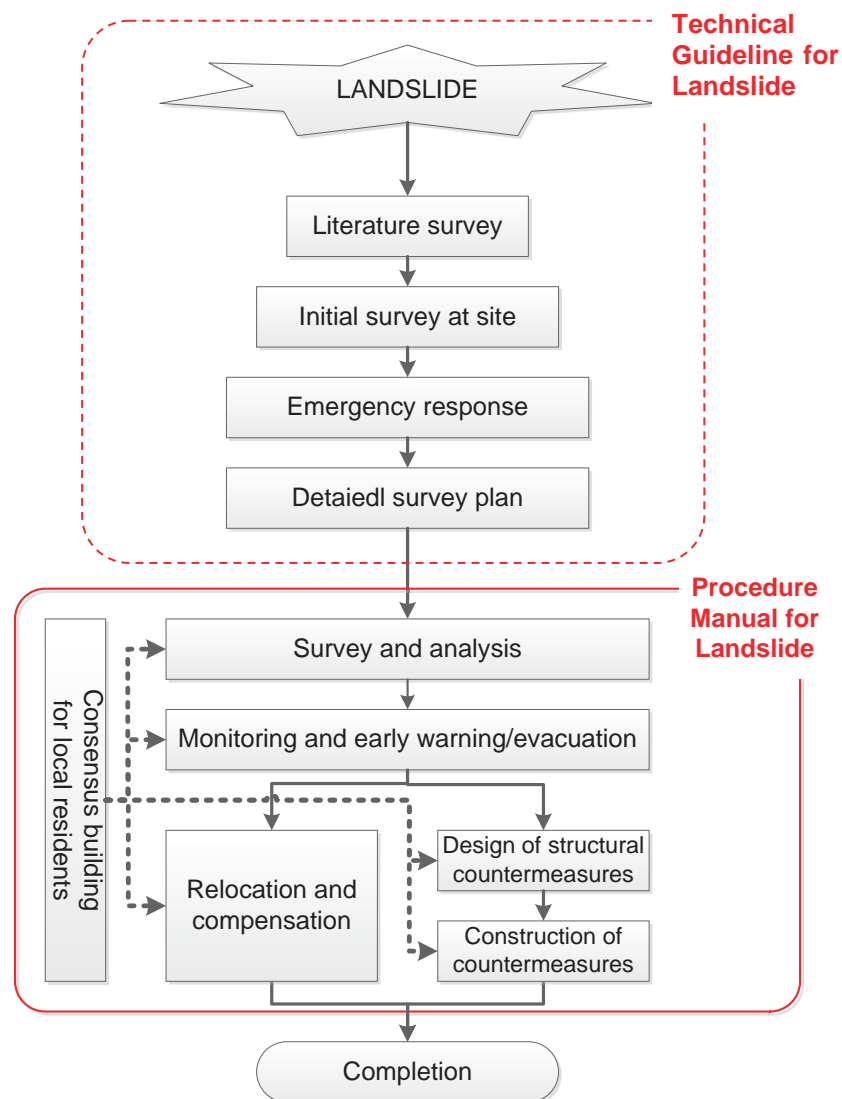 Technical
Guideline for
Landslide
LANDSLIDE
Literature survey
Initial survey at site
Emergency response
Detaiedl survey plan
Procedure
Manual for
Landslide
Consensus building
for local residents
Survey and analysis
Monitoring and early warning/evacuation
Relocation and
compensation
Design of structural
countermeasures
Construction of
countermeasures
Completion